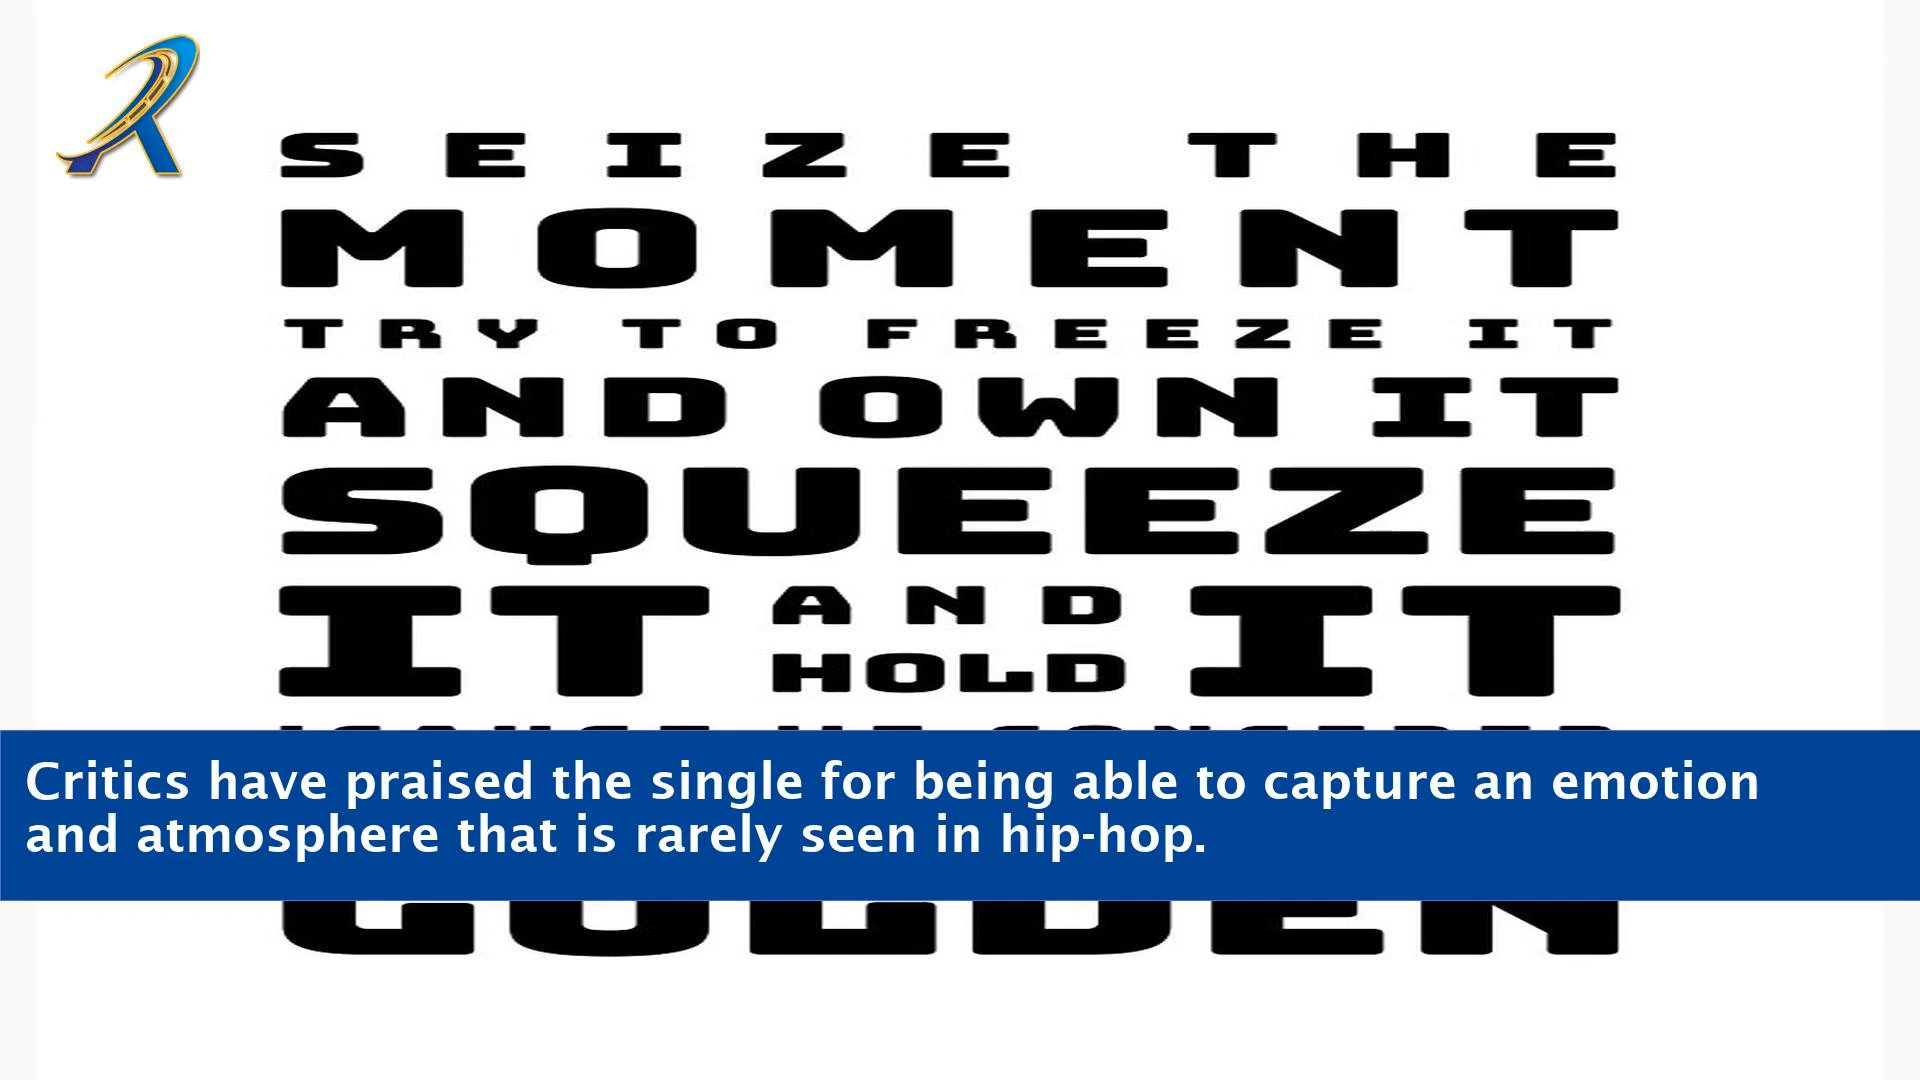 SEIZE THE
MOMENT
TRY TO FREEZE IT
AND OWN IT
SQUEEZE
IT AND HOLD IT
Critics have praised the single for being able to capture an emotion
and atmosphere that is rarely seen in hip-hop.
GOLDEN